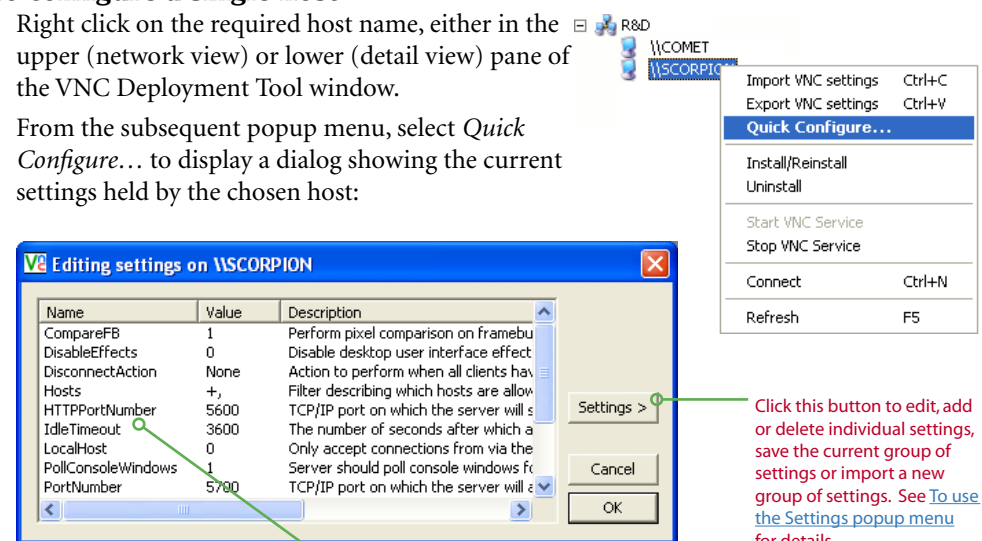 Right click on the required host name, either in the
upper (network view) or lower (detail view) pane of
the VNC Deployment Tool window.
From the subsequent popup menu, select Quick
Configure… to display a dialog showing the current
settings held by the chosen host:
R&D
\\COMET
\\SCORPION
Import VNC settings Ctrl+C
Export VNC settings Ctrl+V
Quick Configure...
Install/Reinstall
Uninstall
Start VNC Service
Stop VNC Service
Connect Ctrl+N
Refresh F5
Editing settings on \\SCORPION
Name Value Description
CompareFB 1 Perform pixel comparison on framebu
DisableEffects 0 Disable desktop user interface effect
DisconnectAction None Action to perform when all clients hav
Hosts +, Filter describing which hosts are allow
HTTPPortNumber 5600 TCP/IP port on which the server will s
IdleTimeout 3600 The number of seconds after which a
LocalHost 0 Only accept connections from via the
PollConsoleWindows 1 Server should poll console windows fo
PortNumber 5700 TCP/IP port on which the server will a
Settings >
Cancel
OK
Click this button to edit, add
or delete individual settings,
save the current group of
settings or import a new
group of settings. See To use
the Settings popup menu
for details